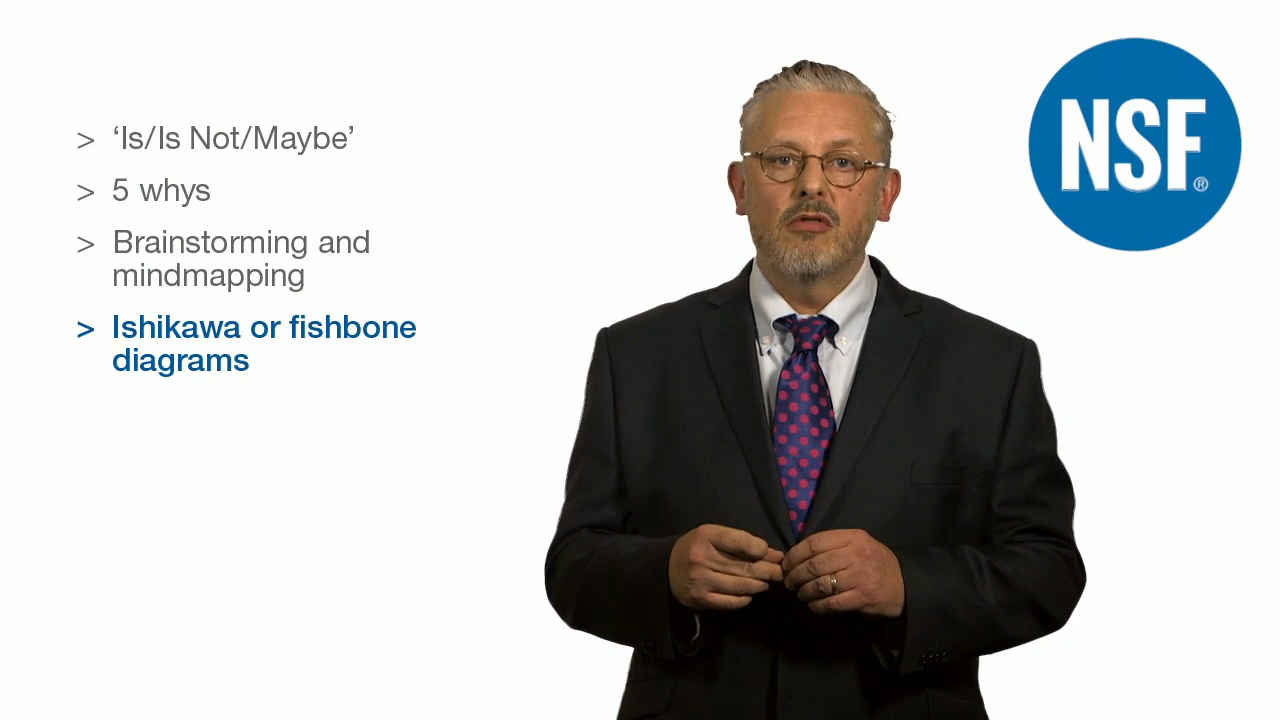 > 'Is/Is Not/Maybe'
> 5 whys
> Brainstorming and
mindmapping
> Ishikawa or fishbone
diagrams
NSF®